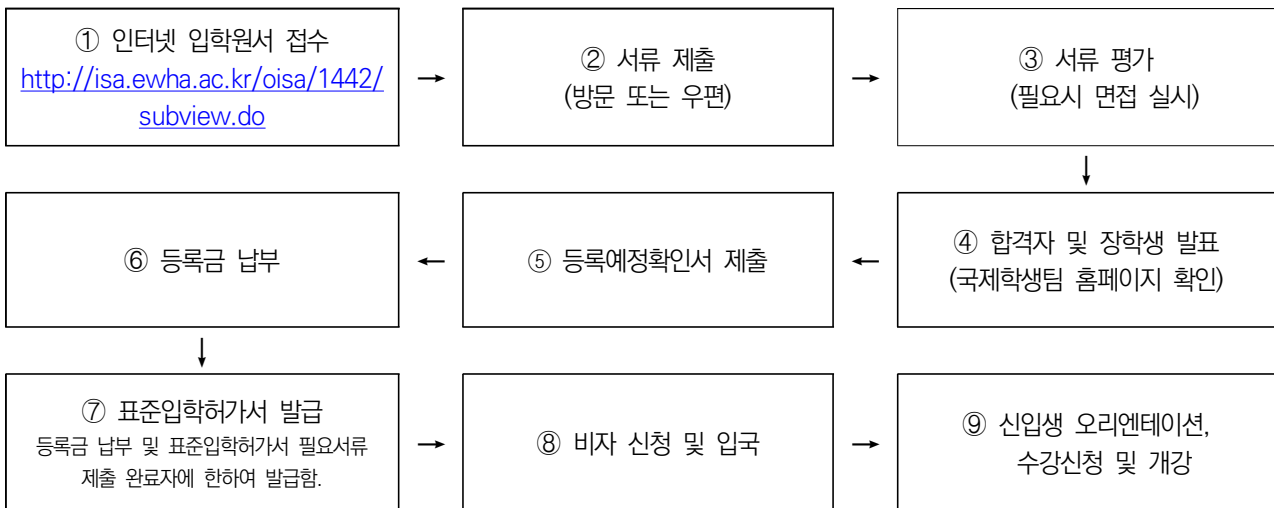 ① 인터넷 입학원서 접수
http://isa.ewha.ac.kr/oisa/1442/
subview.do
→
② 서류 제출
(방문 또는 우편)
→
③ 서류 평가
(필요시 면접 실시)
↓
④ 합격자 및 장학생 발표
(국제학생팀 홈페이지 확인)
←
⑤ 등록예정확인서 제출
←
⑥ 등록금 납부
↓
⑦ 표준입학허가서 발급
등록금 납부 및 표준입학허가서 필요서류
제출 완료자에 한하여 발급함.
→
⑧ 비자 신청 및 입국
→
⑨ 신입생 오리엔테이션,
수강신청 및 개강